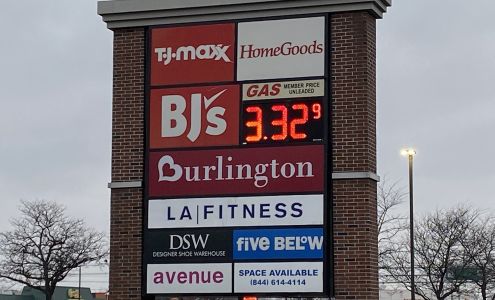 T·J·maxx
HomeGoods
BJ's
GAS MEMBER PRICE
UNLEADED
3.32 9
Burlington
LA|FITNESS
DSW
DESIGNER SHOE WAREHOUSE
five BELOW
avenue
SPACE AVAILABLE
(844) 614-4114